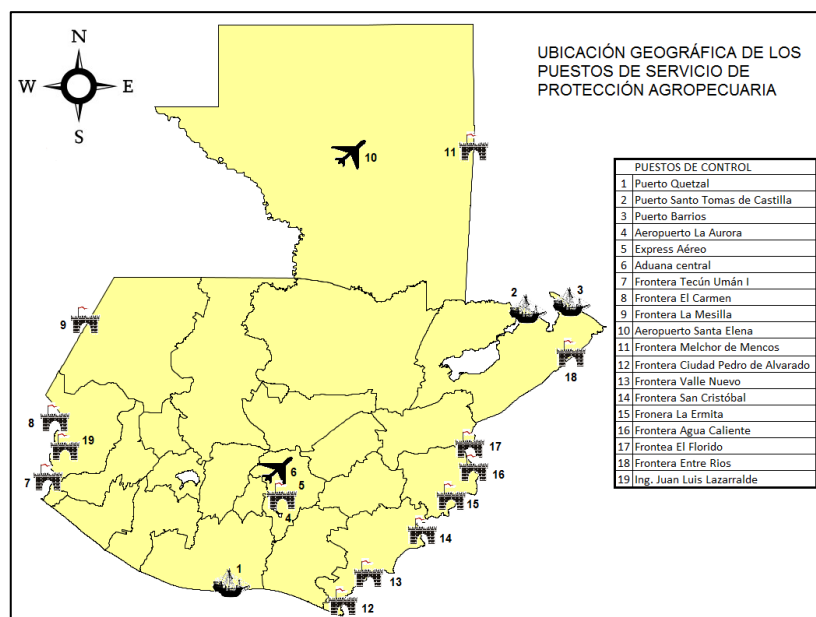 UBICACIÓN GEOGRÁFICA DE LOS
PUESTOS DE SERVICIO DE
PROTECCIÓN AGROPECUARIA
N
W
E
S
10
11
2
3
9
18
8
19
17
7
6
16
5
15
4
14
1
13
12
PUESTOS DE CONTROL
1 Puerto Quetzal
2 Puerto Santo Tomas de Castilla
3 Puerto Barrios
4 Aeropuerto La Aurora
5 Express Aéreo
6 Aduana central
7 Frontera Tecún Umán I
8 Frontera El Carmen
9 Frontera La Mesilla
10 Aeropuerto Santa Elena
11 Frontera Melchor de Mencos
12 Frontera Ciudad Pedro de Alvarado
13 Frontera Valle Nuevo
14 Frontera San Cristóbal
15 Fronera La Ermita
16 Frontera Agua Caliente
17 Frontea El Florido
18 Frontera Entre Rios
19 Ing. Juan Luis Lazarralde